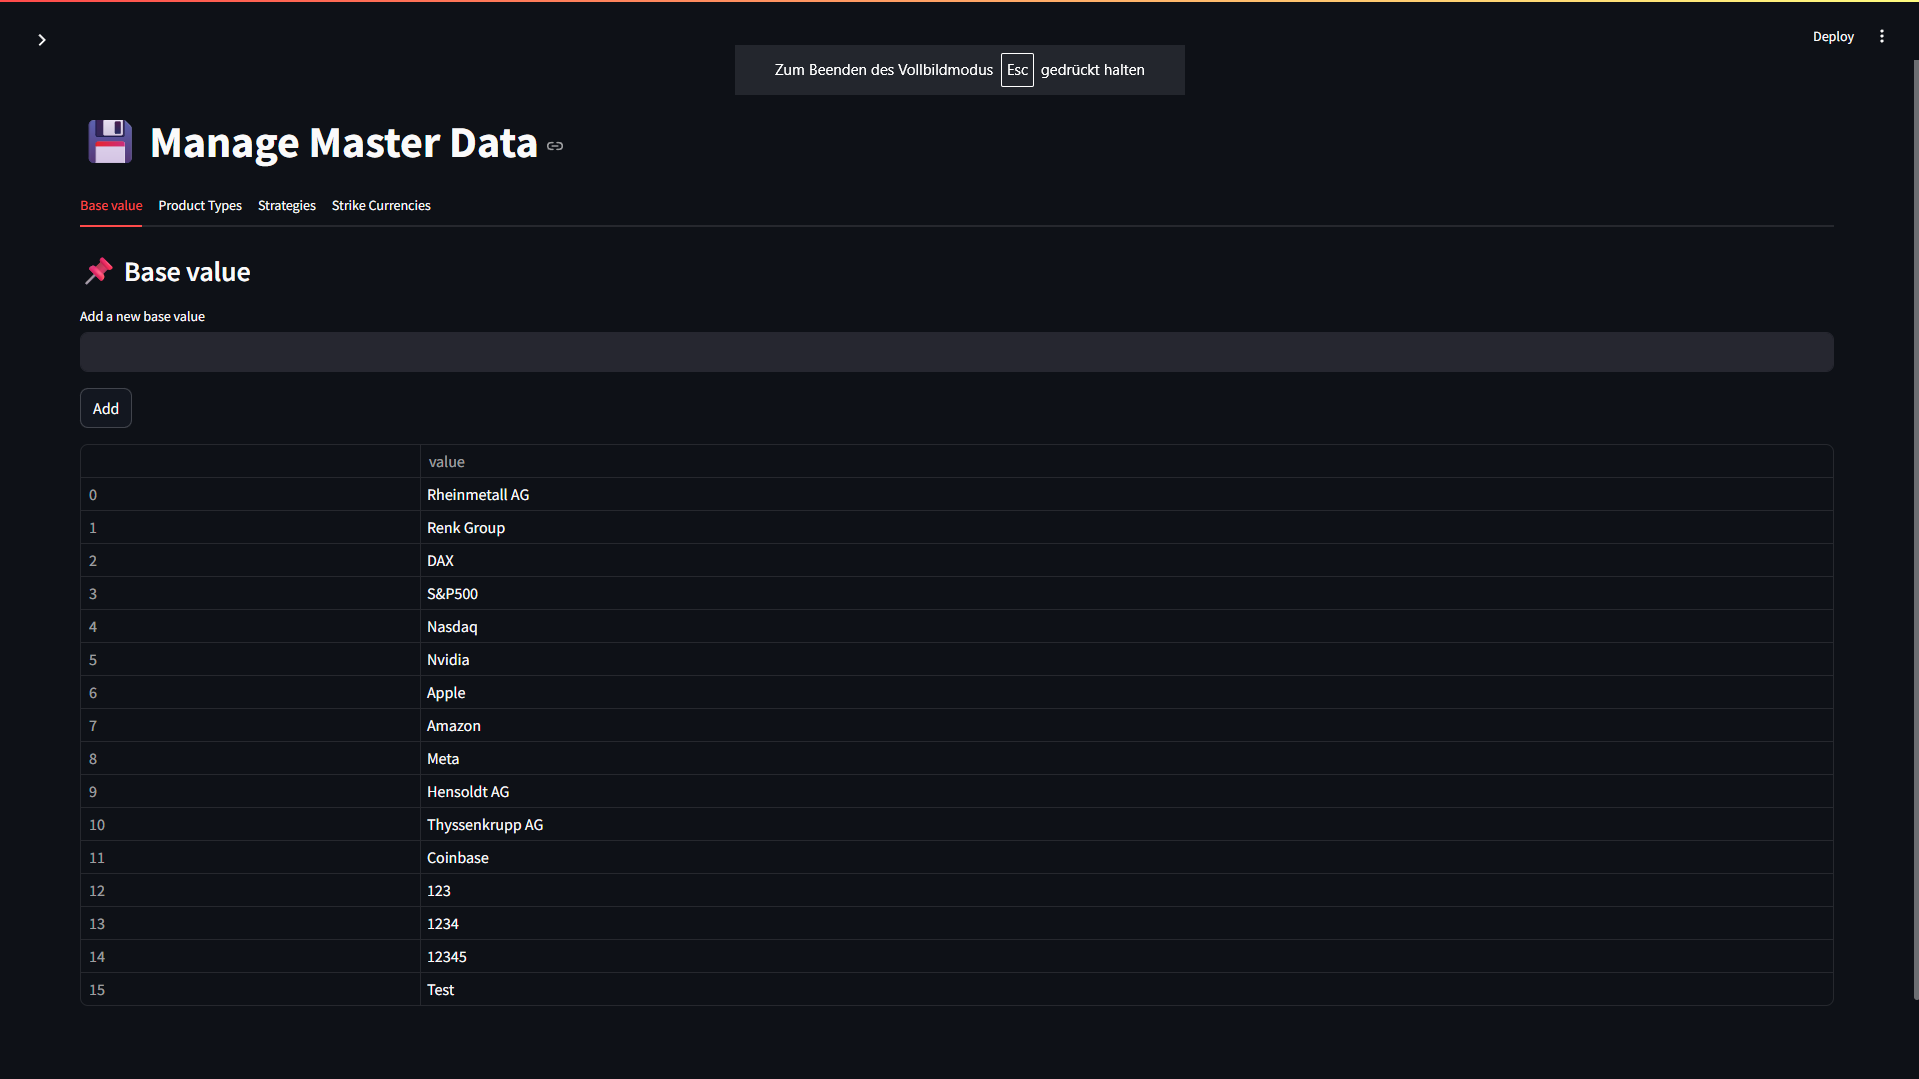 Deploy
Zum Beenden des Vollbildmodus Esc gedrückt halten
Manage Master Data
Base value Product Types Strategies Strike Currencies
Base value
Add a new base value
Add
value
0 Rheinmetall AG
1 Renk Group
2 DAX
3 S&P500
4 Nasdaq
5 Nvidia
6 Apple
7 Amazon
8 Meta
9 Hensoldt AG
10 Thyssenkrupp AG
11 Coinbase
12 123
13 1234
14 12345
15 Test